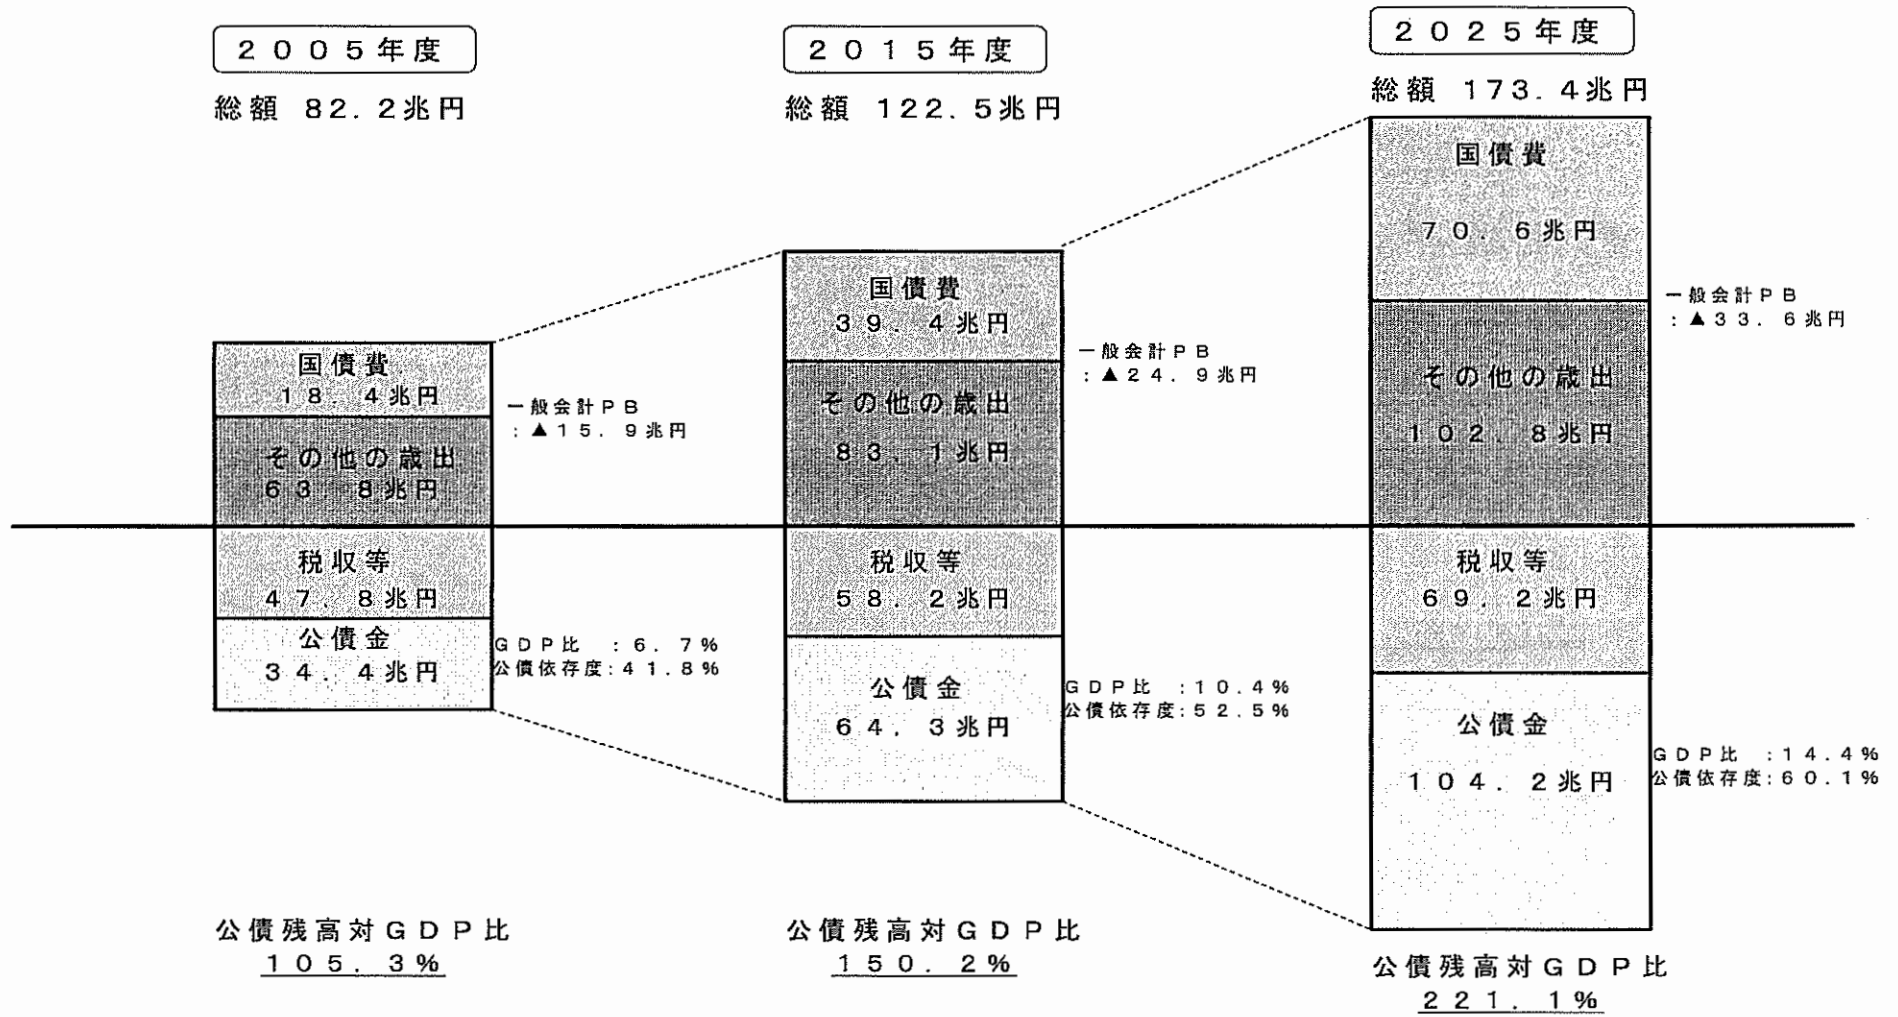 2005年度
総額 82.2兆円
国債費
18.4兆円
その他の歳出
63.8兆円
一般会計PB
:▲15.9兆円
税収等
47.8兆円
公債金
34.4兆円
GDP比 :6.7%
公債依存度:41.8%
公債残高対GDP比
105.3%
2015年度
総額 122.5兆円
国債費
39.4兆円
その他の歳出
83.1兆円
一般会計PB
:▲24.9兆円
税収等
58.2兆円
公債金
64.3兆円
GDP比 :10.4%
公債依存度:52.5%
公債残高対GDP比
150.2%
2025年度
総額 173.4兆円
国債費
70.6兆円
その他の歳出
102.8兆円
一般会計PB
:▲33.6兆円
税収等
69.2兆円
公債金
104.2兆円
GDP比 :14.4%
公債依存度:60.1%
公債残高対GDP比
221.1%